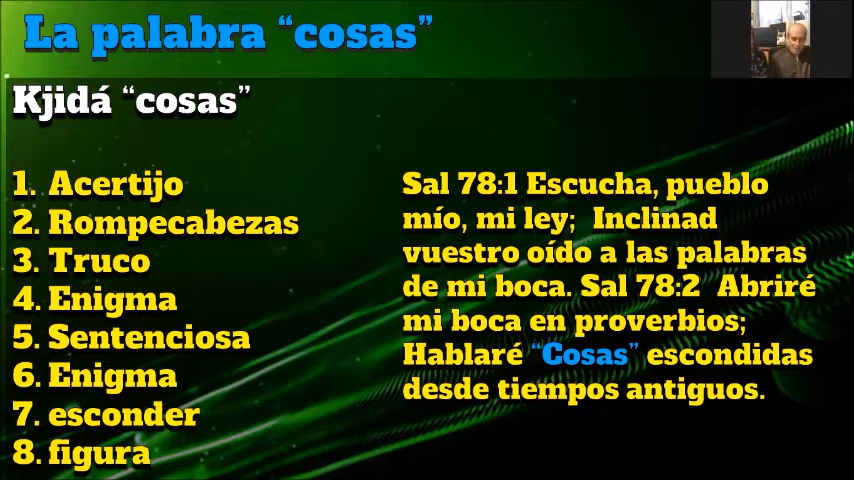 La palabra “cosas”
Kjidá “cosas”
1. Acertijo
2. Rompecabezas
3. Truco
4. Enigma
5. Sentenciosa
6. Enigma
7. esconder
8. figura
Sal 78:1 Escucha, pueblo
mío, mi ley; Inclinad
vuestro oído a las palabras
de mi boca. Sal 78:2 Abriré
mi boca en proverbios;
Hablaré “Cosas” escondidas
desde tiempos antiguos.